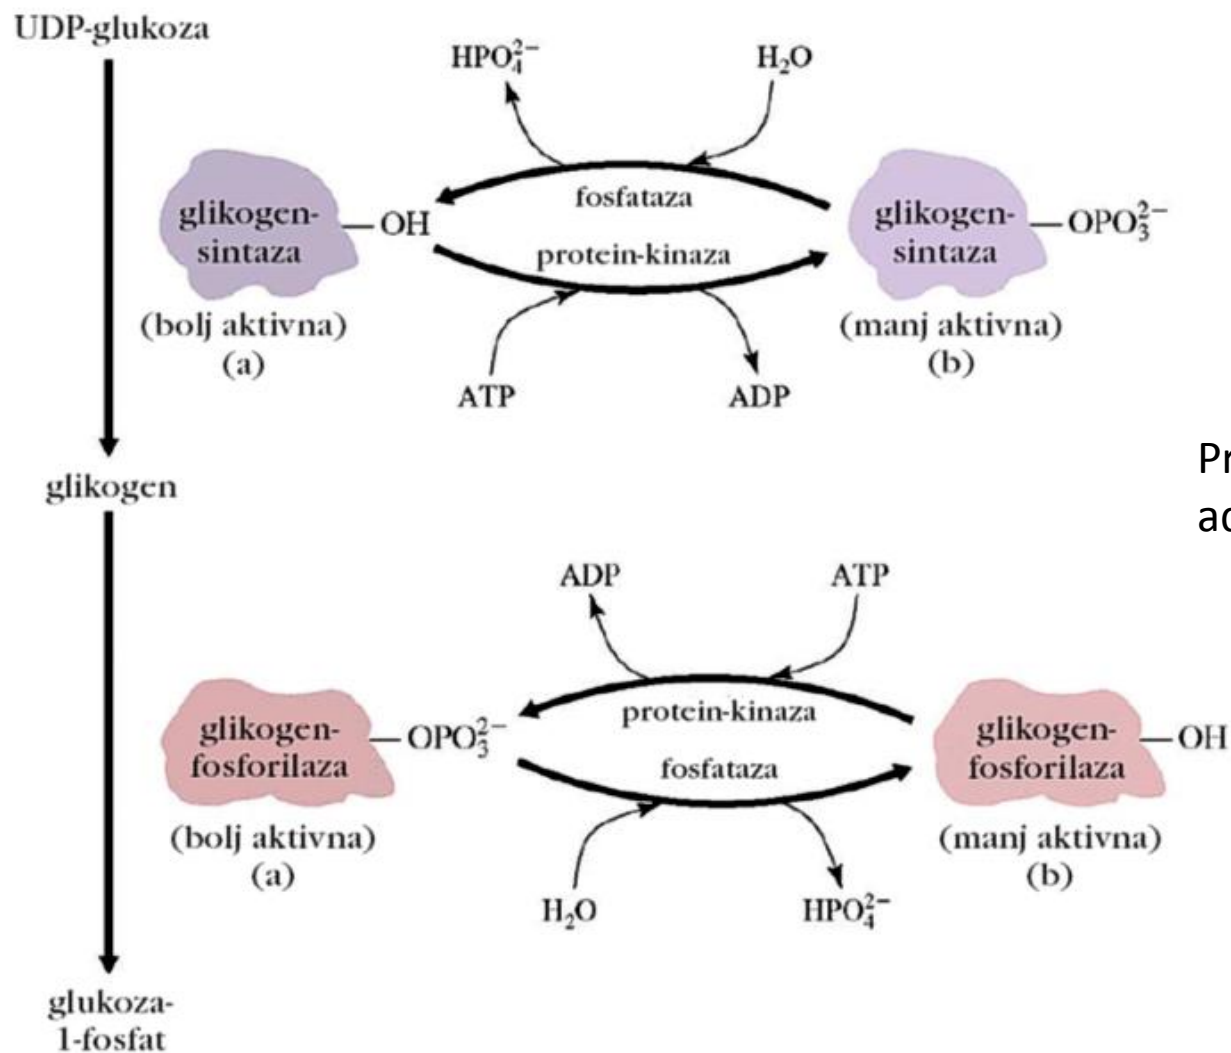 UDP-glukoza
HPO₄²⁻
H₂O
fosfataza
glikogen-
sintaza
OH
glikogen-
sintaza
OPO₃²⁻
protein-kinaza
(bolj aktivna)
(a)
(manj aktivna)
(b)
ATP
ADP
glikogen
ADP
ATP
glikogen-
fosforilaza
OPO₃²⁻
protein-kinaza
fosfataza
glikogen-
fosforilaza
OH
(bolj aktivna)
(a)
(manj aktivna)
(b)
H₂O
HPO₄²⁻
glukoza-
1-fosfat